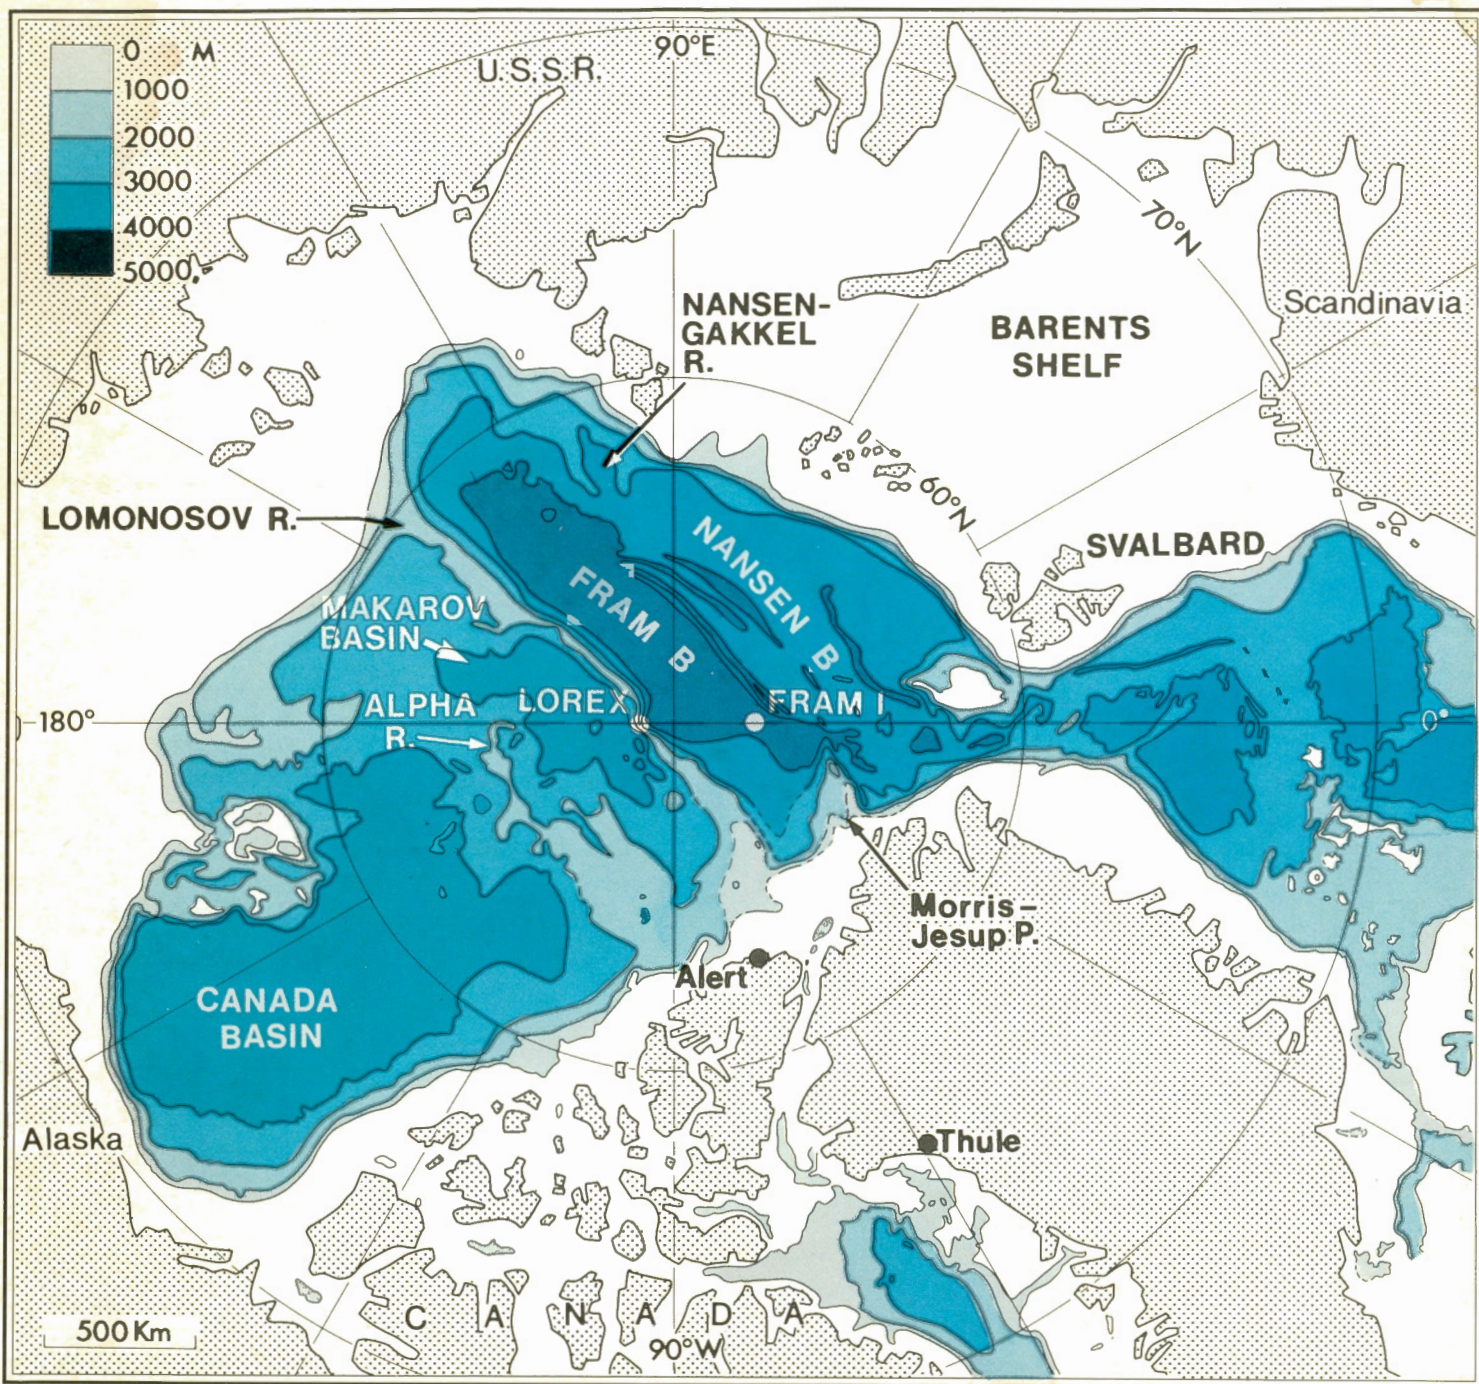 0 M
1000
2000
3000
4000
5000
U.S.S.R.
90°E
70°N
Scandinavia
NANSEN-
GAKKEL
R.
BARENTS
SHELF
60°N
LOMONOSOV R.
SVALBARD
NANSEN B
FRAM B
MAKAROV
BASIN
ALPHA
R.
LOREX
FRAM I
180°
0°
Morris-
Jesup P.
Alert
CANADA
BASIN
Alaska
Thule
CANADA
500 Km
90°W